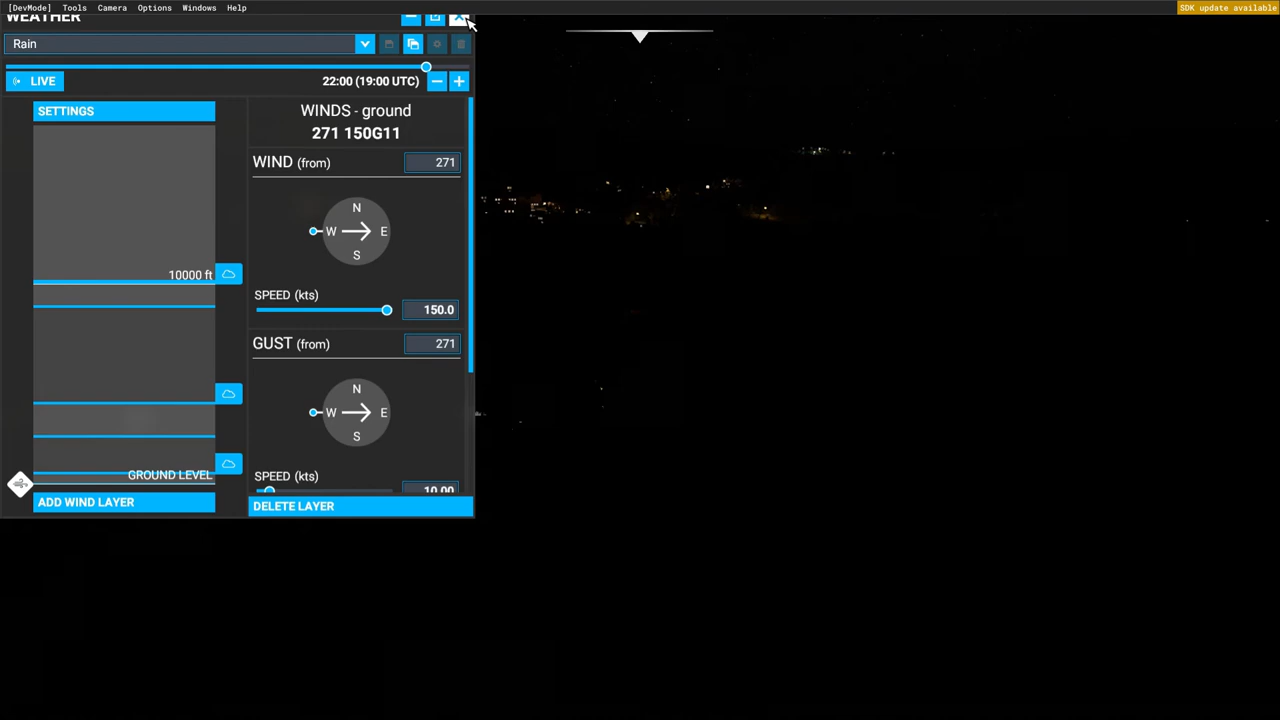 [DevMode] Tools Camera Options Windows Help
SDK update available
WEATHER
Rain
LIVE
22:00 (19:00 UTC)
SETTINGS
10000 ft
GROUND LEVEL
ADD WIND LAYER
WINDS - ground
271 150G11
WIND (from)
271
N
W E
S
SPEED (kts)
150.0
GUST (from)
271
N
W E
S
SPEED (kts)
10.00
DELETE LAYER